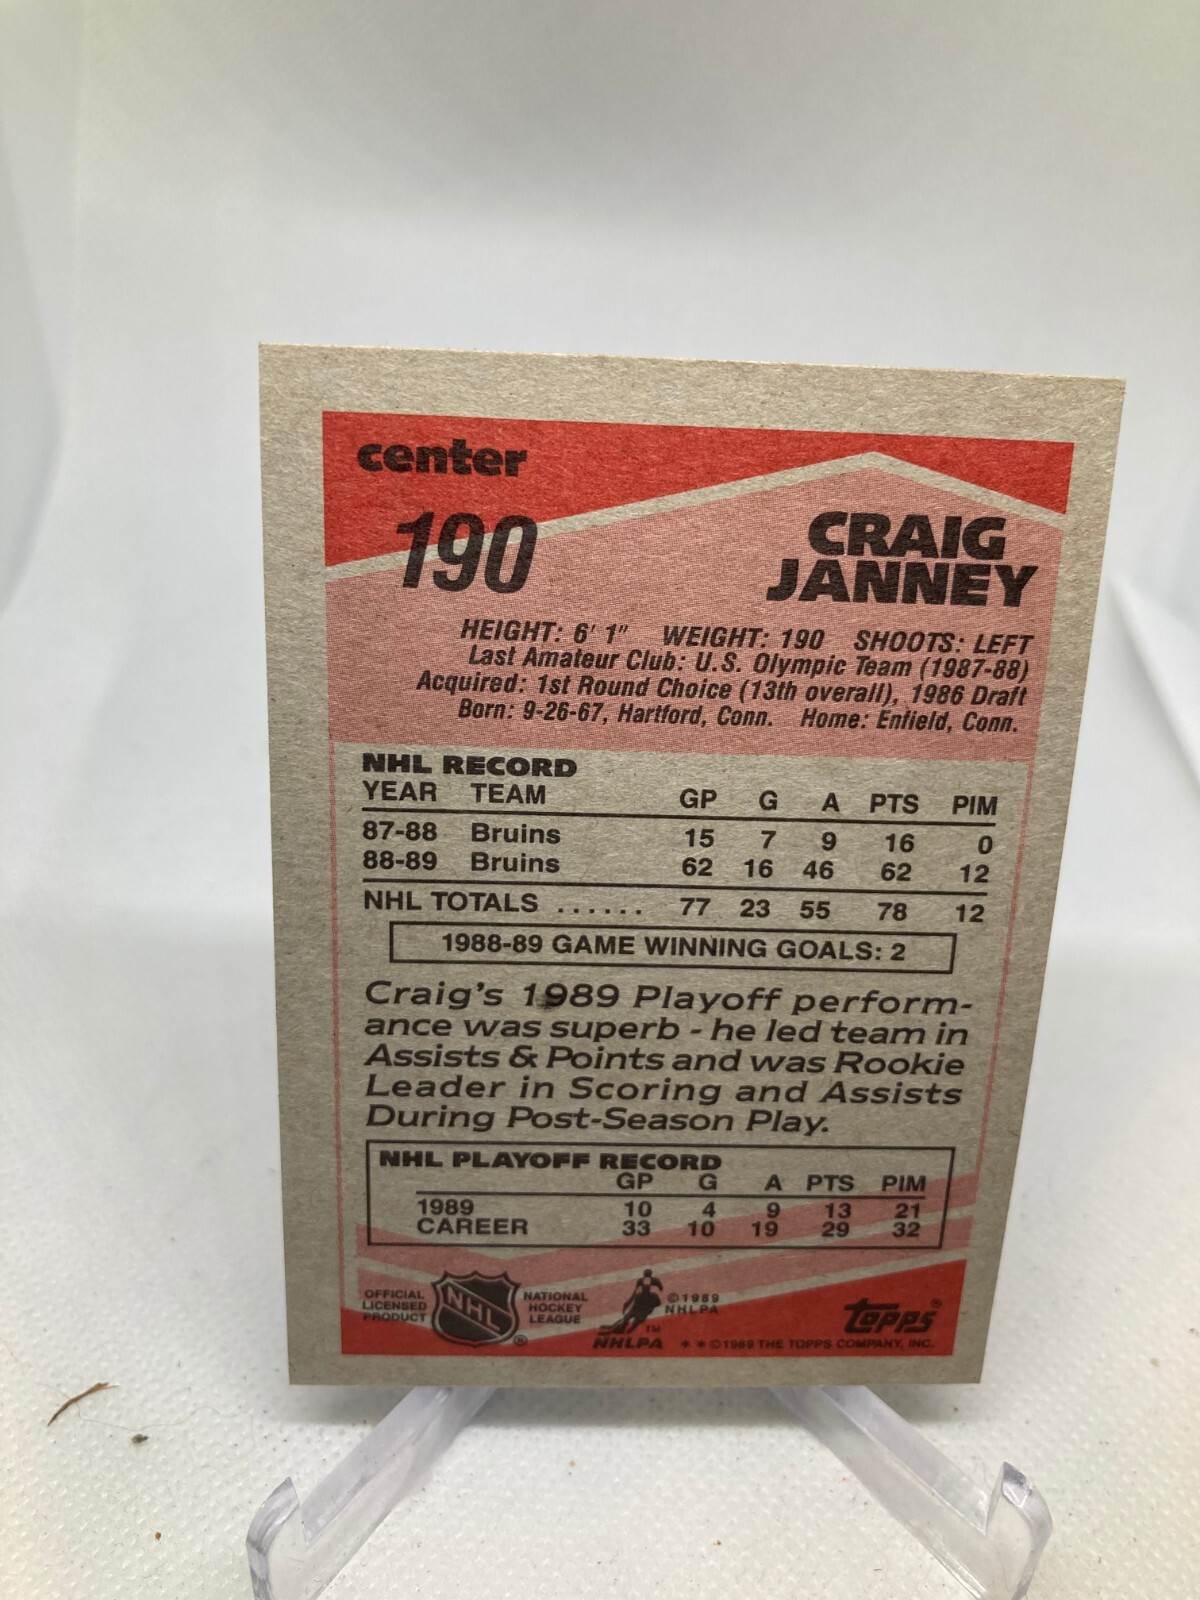 center
190
CRAIG
JANNEY
HEIGHT: 6' 1" WEIGHT: 190 SHOOTS: LEFT
Last Amateur Club: U.S. Olympic Team (1987-88)
Acquired: 1st Round Choice (13th overall), 1986 Draft
Born: 9-26-67, Hartford, Conn. Home: Enfield, Conn.
NHL RECORD
YEAR TEAM GP G A PTS PIM
87-88 Bruins 15 7 9 16 0
88-89 Bruins 62 16 46 62 12
NHL TOTALS ...... 77 23 55 78 12
1988-89 GAME WINNING GOALS: 2
Craig's 1989 Playoff perform-
ance was superb - he led team in
Assists & Points and was Rookie
Leader in Scoring and Assists
During Post-Season Play.
NHL PLAYOFF RECORD
GP G A PTS PIM
1989 10 4 9 13 21
CAREER 33 10 19 29 32
OFFICIAL
LICENSED
PRODUCT
NHL
®
NATIONAL
HOCKEY
LEAGUE
©1989
NHLPA
TM
NHLPA
topps®
**©1989 THE TOPPS COMPANY, INC.